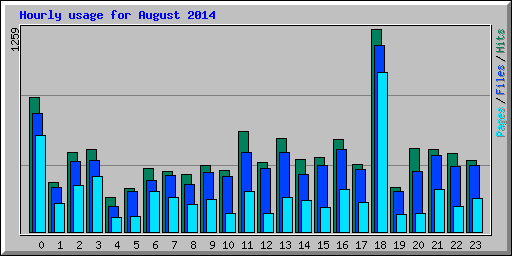 Hourly usage for August 2014
1259
Pages/Files/Hits
0 1 2 3 4 5 6 7 8 9 10 11 12 13 14 15 16 17 18 19 20 21 22 23